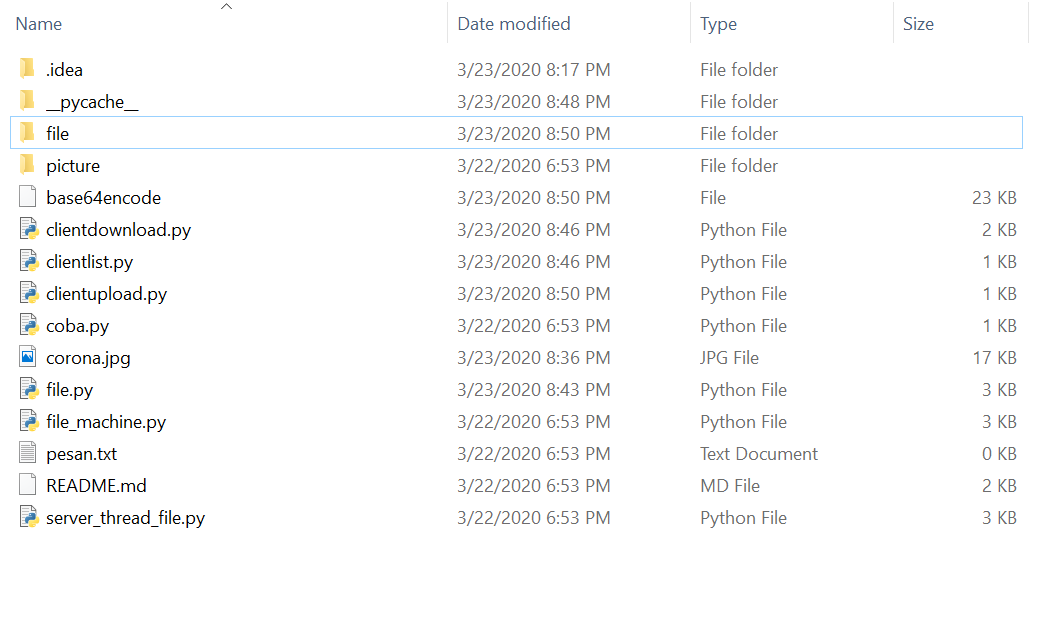 Name Date modified Type Size
.idea 3/23/2020 8:17 PM File folder
__pycache__ 3/23/2020 8:48 PM File folder
file 3/23/2020 8:50 PM File folder
picture 3/22/2020 6:53 PM File folder
base64encode 3/23/2020 8:50 PM File 23 KB
clientdownload.py 3/23/2020 8:46 PM Python File 2 KB
clientlist.py 3/23/2020 8:46 PM Python File 1 KB
clientupload.py 3/23/2020 8:50 PM Python File 1 KB
coba.py 3/22/2020 6:53 PM Python File 1 KB
corona.jpg 3/23/2020 8:36 PM JPG File 17 KB
file.py 3/23/2020 8:43 PM Python File 3 KB
file_machine.py 3/22/2020 6:53 PM Python File 3 KB
pesan.txt 3/22/2020 6:53 PM Text Document 0 KB
README.md 3/22/2020 6:53 PM MD File 2 KB
server_thread_file.py 3/22/2020 6:53 PM Python File 3 KB